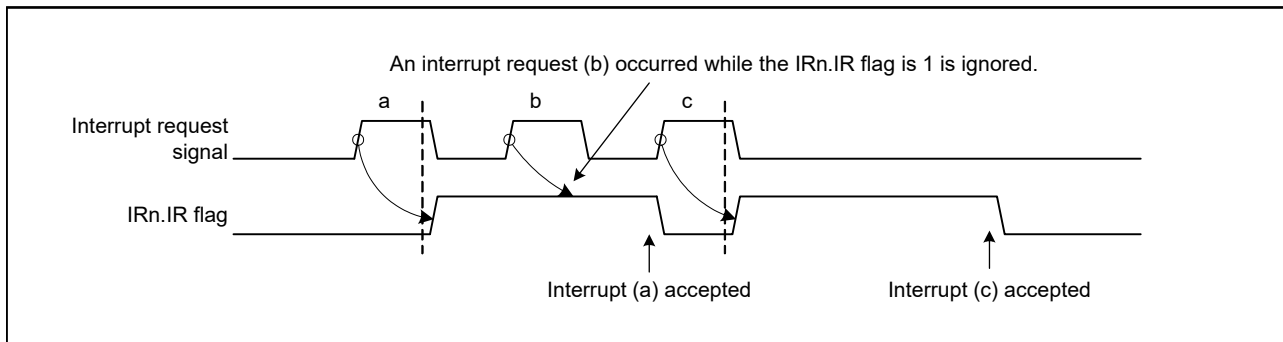 An interrupt request (b) occurred while the IRn.IR flag is 1 is ignored.
a
b
c
Interrupt request
signal
IRn.IR flag
Interrupt (a) accepted
Interrupt (c) accepted